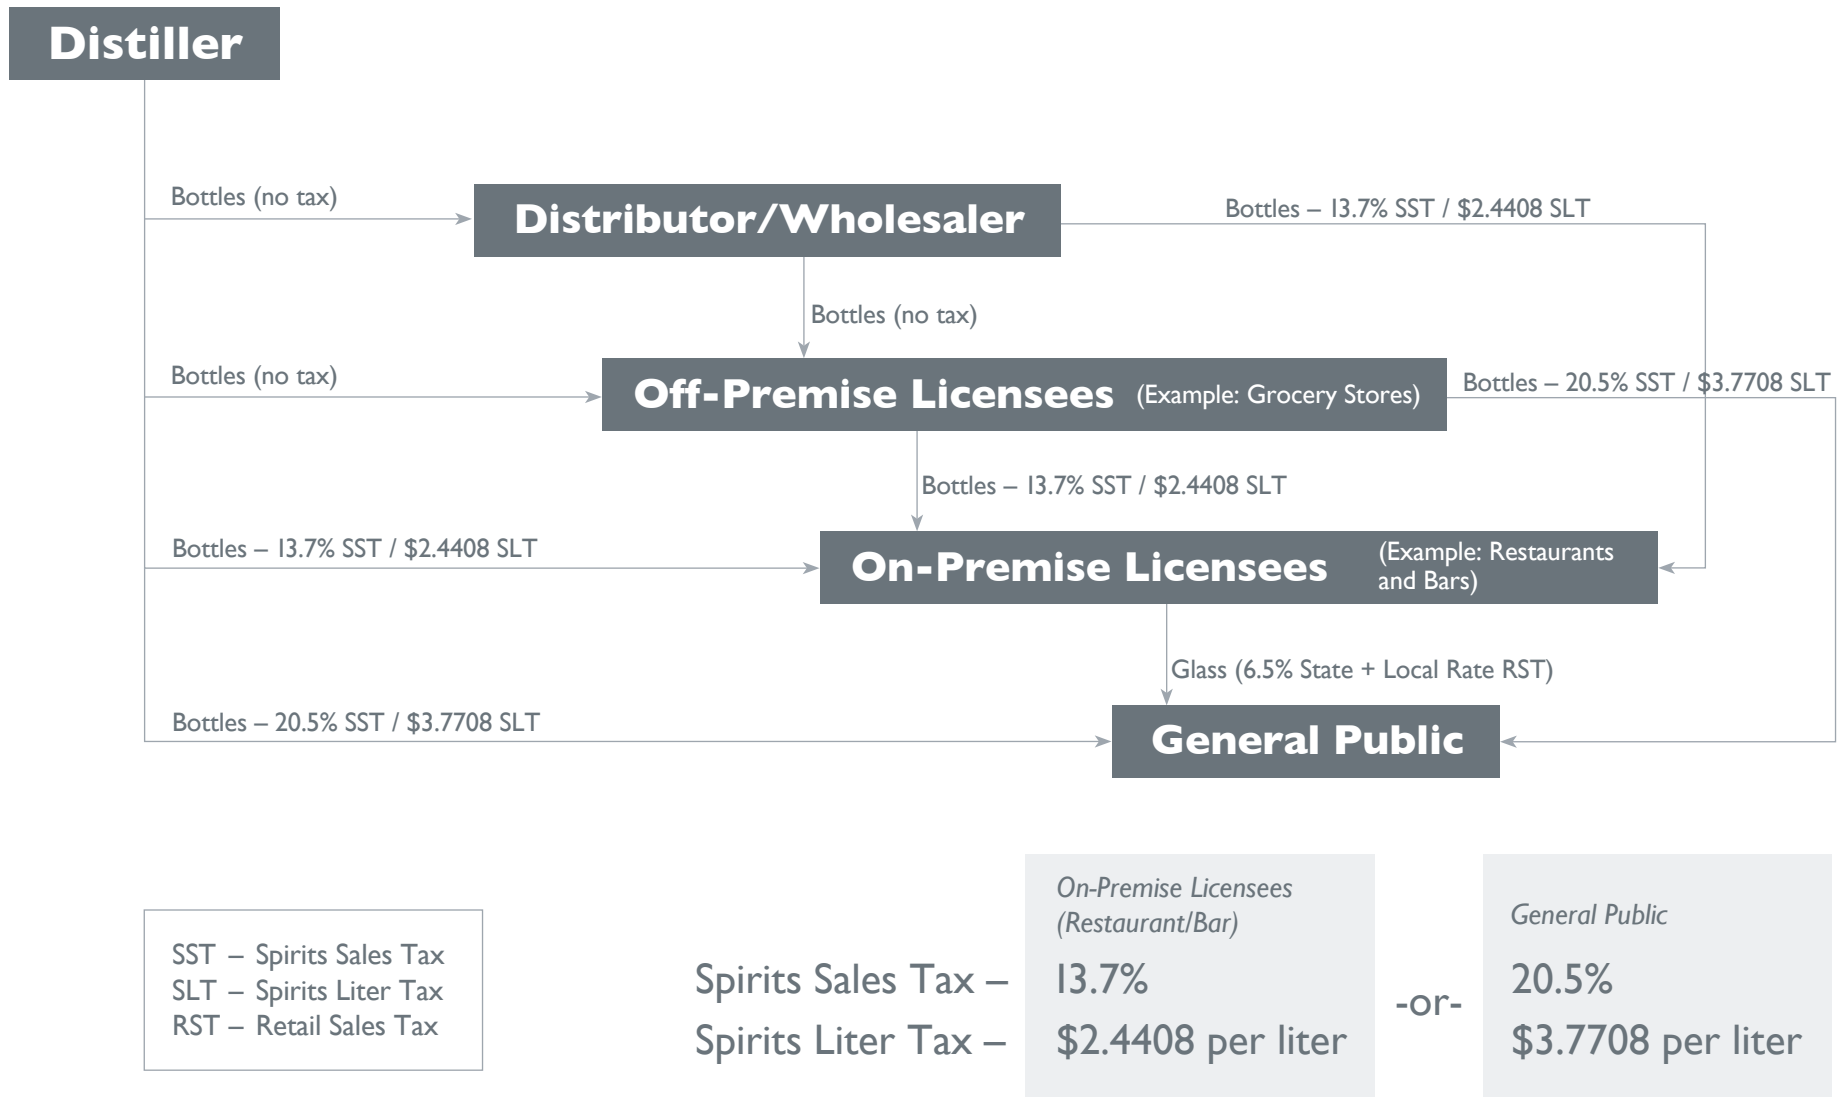 Distiller
Bottles (no tax)
Distributor/Wholesaler
Bottles – 13.7% SST / $2.4408 SLT
Bottles (no tax)
Bottles (no tax)
Off-Premise Licensees (Example: Grocery Stores)
Bottles – 20.5% SST / $3.7708 SLT
Bottles – 13.7% SST / $2.4408 SLT
Bottles – 13.7% SST / $2.4408 SLT
On-Premise Licensees
(Example: Restaurants
and Bars)
Glass (6.5% State + Local Rate RST)
Bottles – 20.5% SST / $3.7708 SLT
General Public
SST – Spirits Sales Tax
SLT – Spirits Liter Tax
RST – Retail Sales Tax
On-Premise Licensees
(Restaurant/Bar)
General Public
Spirits Sales Tax – 13.7% 20.5%
-or-
Spirits Liter Tax – $2.4408 per liter $3.7708 per liter